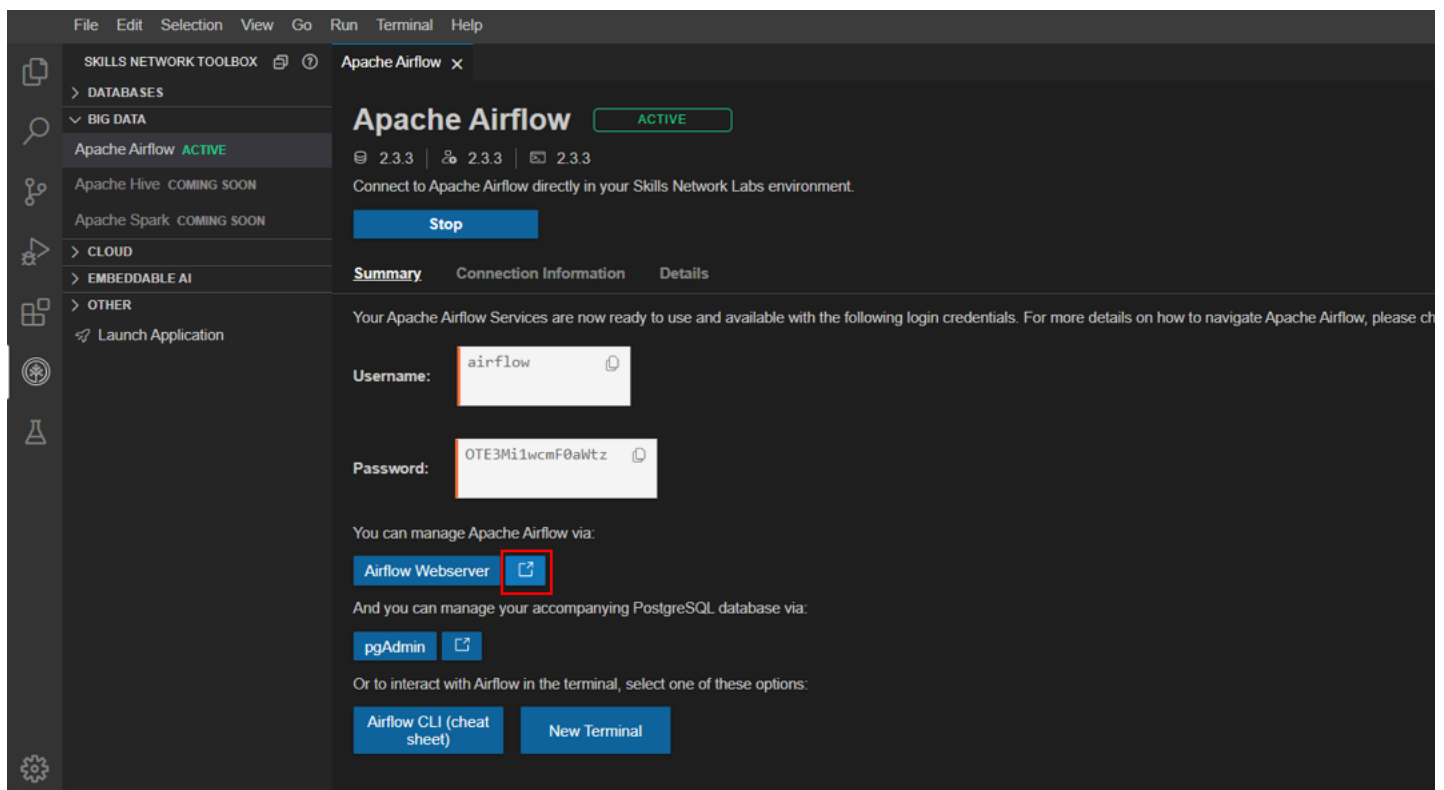 File Edit Selection View Go Run Terminal Help
SKILLS NETWORK TOOLBOX
DATABASES
BIG DATA
Apache Airflow ACTIVE
Apache Hive COMING SOON
Apache Spark COMING SOON
CLOUD
EMBEDDABLE AI
OTHER
Launch Application
Apache Airflow
Apache Airflow ACTIVE
2.3.3 2.3.3 2.3.3
Connect to Apache Airflow directly in your Skills Network Labs environment.
Stop
Summary Connection Information Details
Your Apache Airflow Services are now ready to use and available with the following login credentials. For more details on how to navigate Apache Airflow, please ch
Username: airflow
Password: OTE3Mi1wcmF0aWtz
You can manage Apache Airflow via:
Airflow Webserver
And you can manage your accompanying PostgreSQL database via:
pgAdmin
Or to interact with Airflow in the terminal, select one of these options:
Airflow CLI (cheat
sheet)
New Terminal